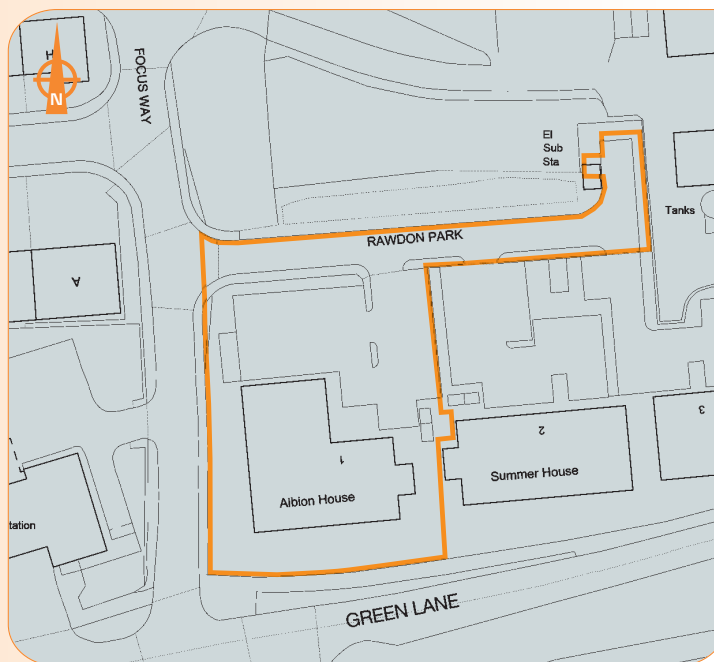 H
N
FOCUS WAY
El
Sub
Sta
Tanks
RAWDON PARK
A
3
2
1
Summer House
Albion House
tation
GREEN LANE